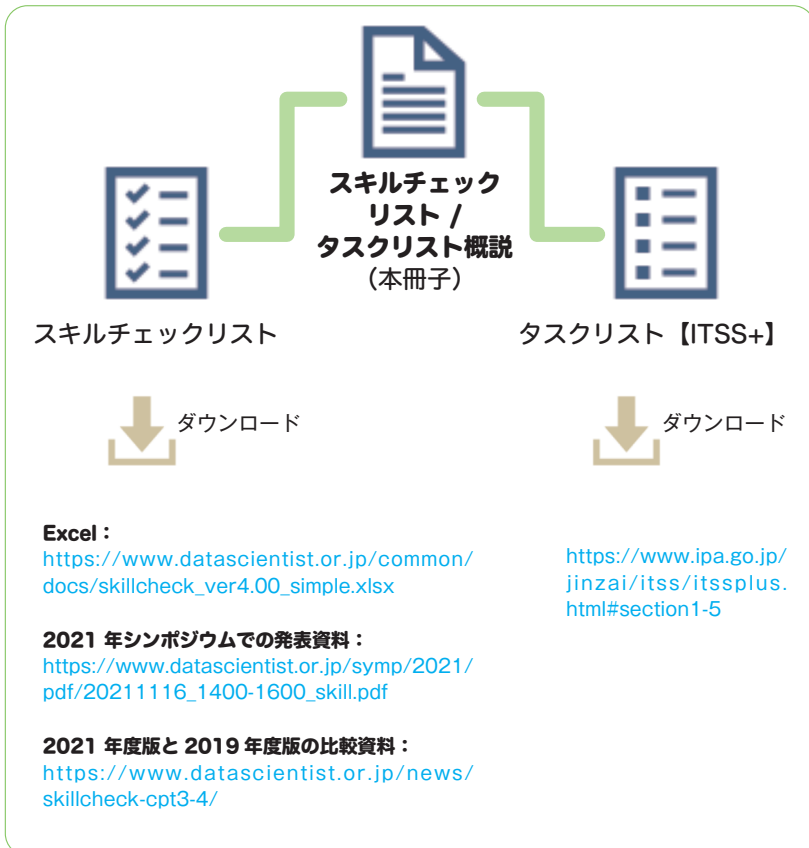 スキルチェック
リスト /
タスクリスト概説
（本冊子）
スキルチェックリスト
タスクリスト【ITSS+】
ダウンロード
ダウンロード
Excel：
https://www.datascientist.or.jp/common/
docs/skillcheck_ver4.00_simple.xlsx
2021 年シンポジウムでの発表資料：
https://www.datascientist.or.jp/symp/2021/
pdf/20211116_1400-1600_skill.pdf
2021 年度版と 2019 年度版の比較資料：
https://www.datascientist.or.jp/news/
skillcheck-cpt3-4/
https://www.ipa.go.jp/
jinzai/itss/itssplus.
html#section1-5